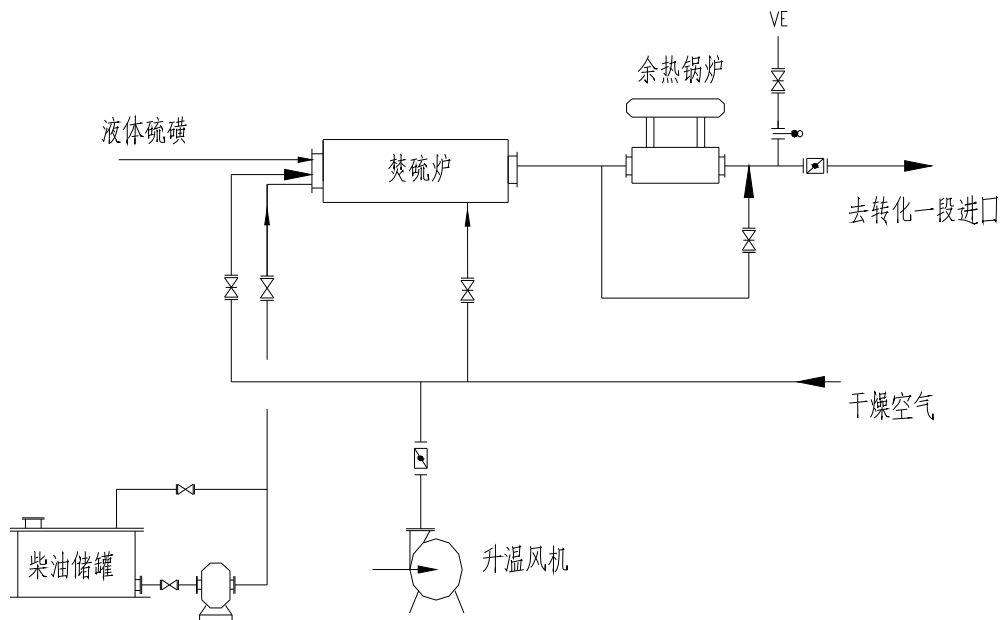 VE
余热锅炉
液体硫磺
焚硫炉
去转化一段进口
干燥空气
柴油储罐
升温风机